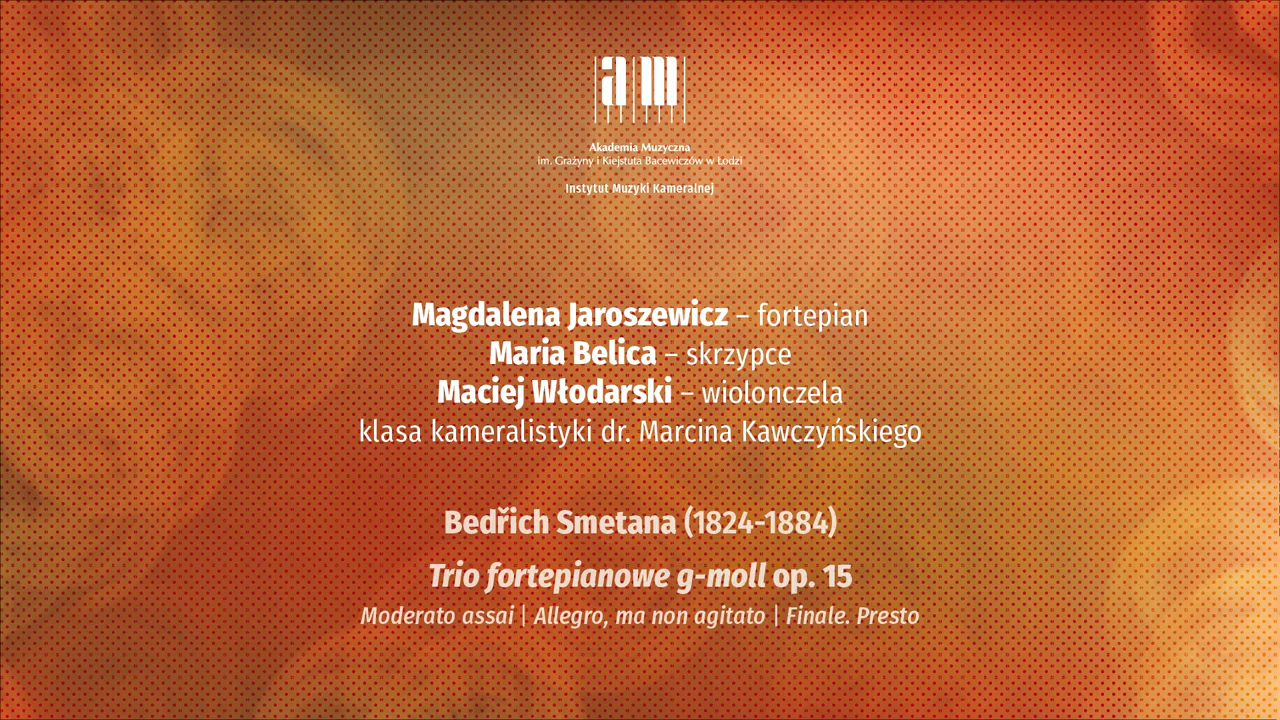 am
Akademia Muzyczna
im. Grażyny i Kiejstuta Bacewiczów w Łodzi
Instytut Muzyki Kameralnej
Magdalena Jaroszewicz – fortepian
Maria Belica – skrzypce
Maciej Włodarski – wiolonczela
klasa kameralistyki dr. Marcina Kawczyńskiego
Bedřich Smetana (1824-1884)
Trio fortepianowe g-moll op. 15
Moderato assai | Allegro, ma non agitato | Finale. Presto